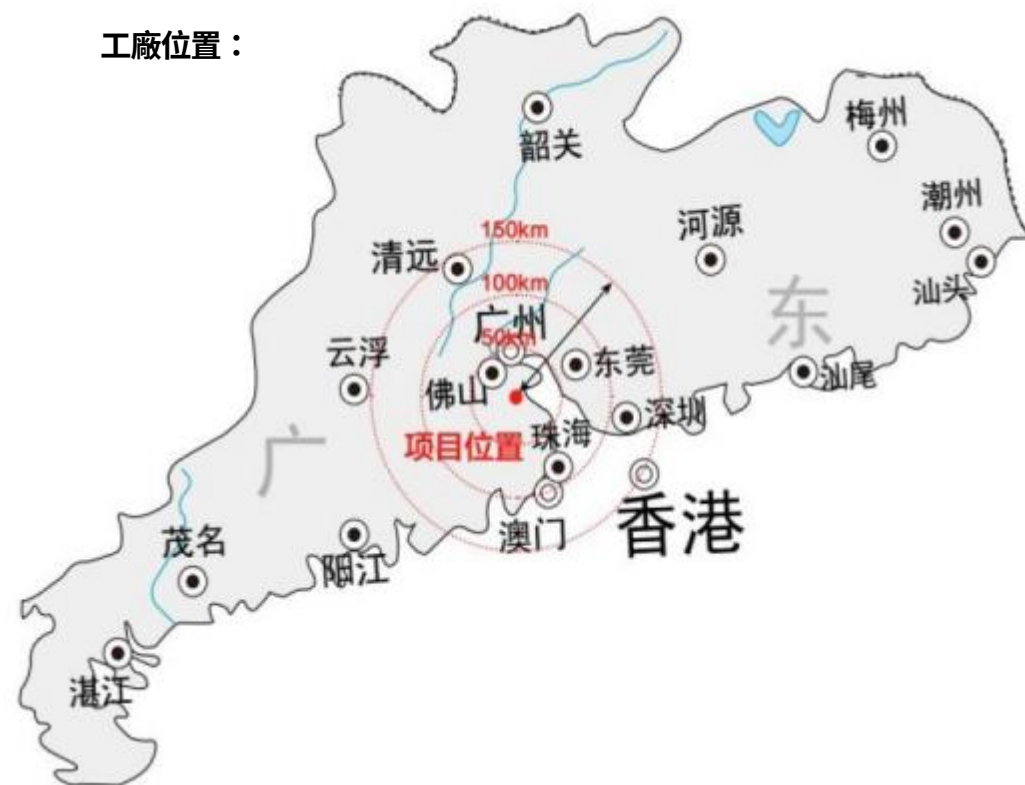 工廠位置：
梅州
韶关
潮州
河源
150km
清远
汕头
100km
东
广州
50km
云浮
东莞
汕尾
佛山
深圳
项目位置
珠海
广
香港
澳门
茂名
阳江
湛江